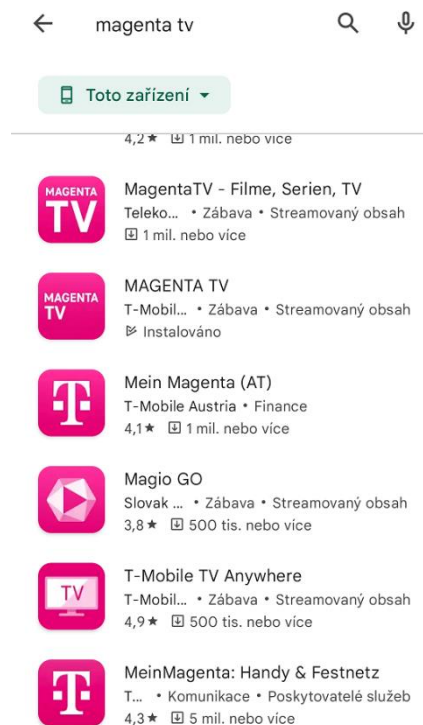 magenta tv
Toto zařízení
4,2★ 1 mil. nebo více
MAGENTA
TV
MagentaTV - Filme, Serien, TV
Teleko... • Zábava • Streamovaný obsah
1 mil. nebo více
MAGENTA
TV
MAGENTA TV
T-Mobil... • Zábava • Streamovaný obsah
Instalováno
T
Mein Magenta (AT)
T-Mobile Austria • Finance
4,1★ 1 mil. nebo více
Magio GO
Slovak ... • Zábava • Streamovaný obsah
3,8★ 500 tis. nebo více
TV
T-Mobile TV Anywhere
T-Mobil... • Zábava • Streamovaný obsah
4,9★ 500 tis. nebo více
T
MeinMagenta: Handy & Festnetz
T... • Komunikace • Poskytovatelé služeb
4,3★ 5 mil. nebo více